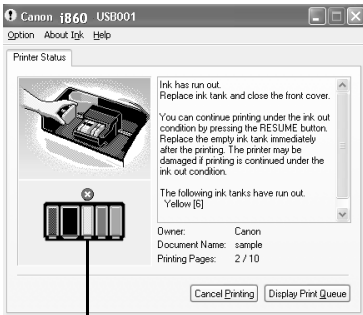 Canon i860 USB001
Option About Ink Help
Printer Status
Ink has run out.
Replace ink tank and close the front cover.
You can continue printing under the ink out
condition by pressing the RESUME button.
Replace the empty ink tank immediately
after the printing. The printer may be
damaged if printing is continued under the
ink out condition.
The following ink tanks have run out.
Yellow [6]
Owner: Canon
Document Name: sample
Printing Pages: 2 / 10
Cancel Printing Display Print Queue